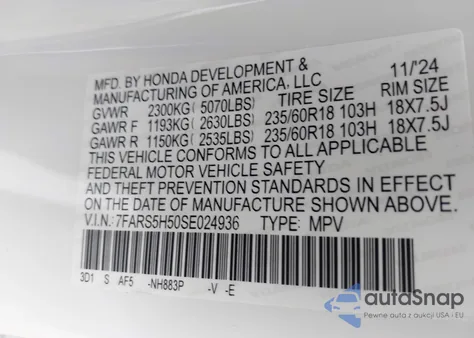 MFD. BY HONDA DEVELOPMENT & 11/'24
MANUFACTURING OF AMERICA, LLC
GVWR 2300KG( 5070LBS) TIRE SIZE RIM SIZE
GAWR F 1193KG( 2630LBS) 235/60R18 103H 18X7.5J
GAWR R 1150KG( 2535LBS) 235/60R18 103H 18X7.5J
THIS VEHICLE CONFORMS TO ALL APPLICABLE
FEDERAL MOTOR VEHICLE SAFETY
AND THEFT PREVENTION STANDARDS IN EFFECT
ON THE DATE OF MANUFACTURE SHOWN ABOVE.
V.I.N.: 7FARS5H50SE024936 TYPE: MPV
3D1 S AF5 -NH883P -V -E
autoSnap
Pewne auta z aukcji USA i EU